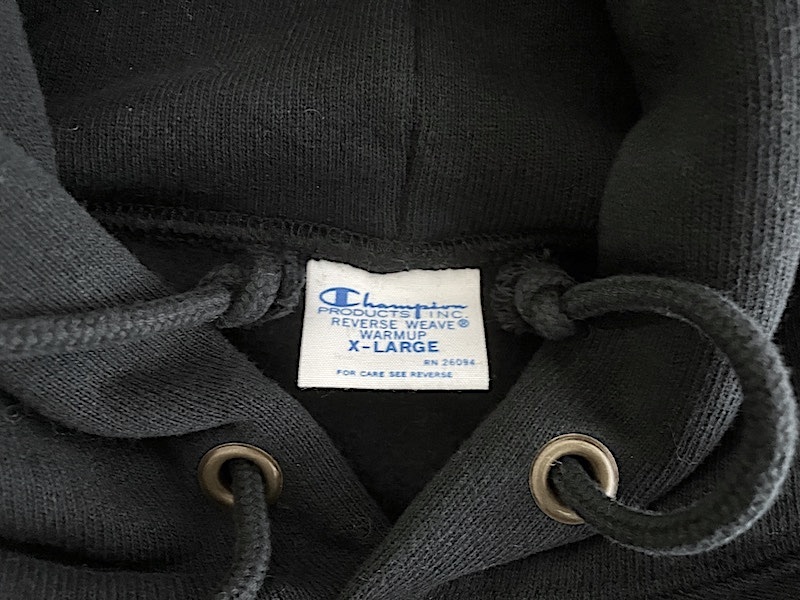 Champion
PRODUCTS INC.
REVERSE WEAVE®
WARMUP
X-LARGE
RN 26094
FOR CARE SEE REVERSE